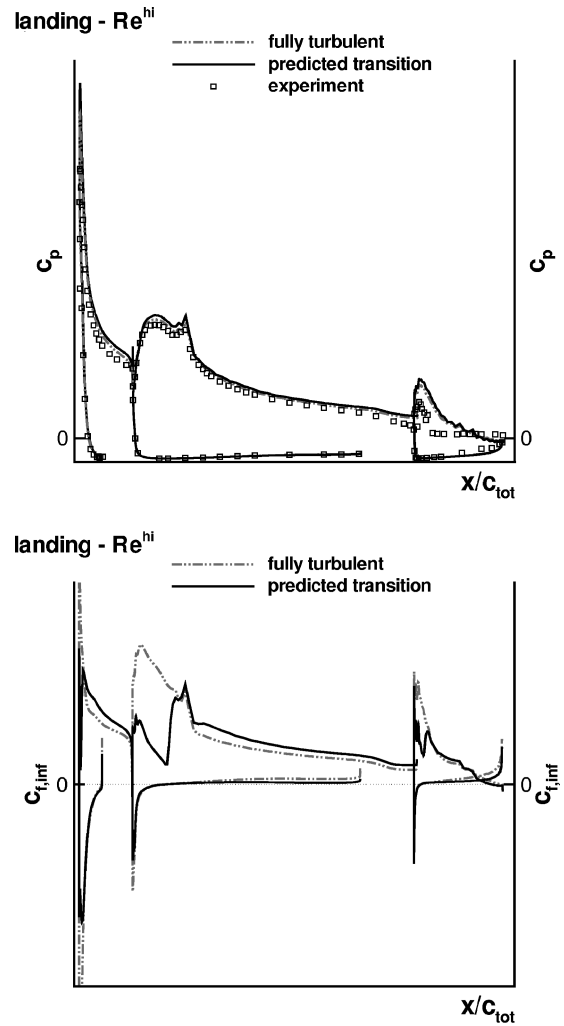 landing - Re^hi
fully turbulent
predicted transition
experiment
c_p
c_p
0
0
x/c_tot
landing - Re^hi
fully turbulent
predicted transition
c_f,inf
c_f,inf
0
0
x/c_tot